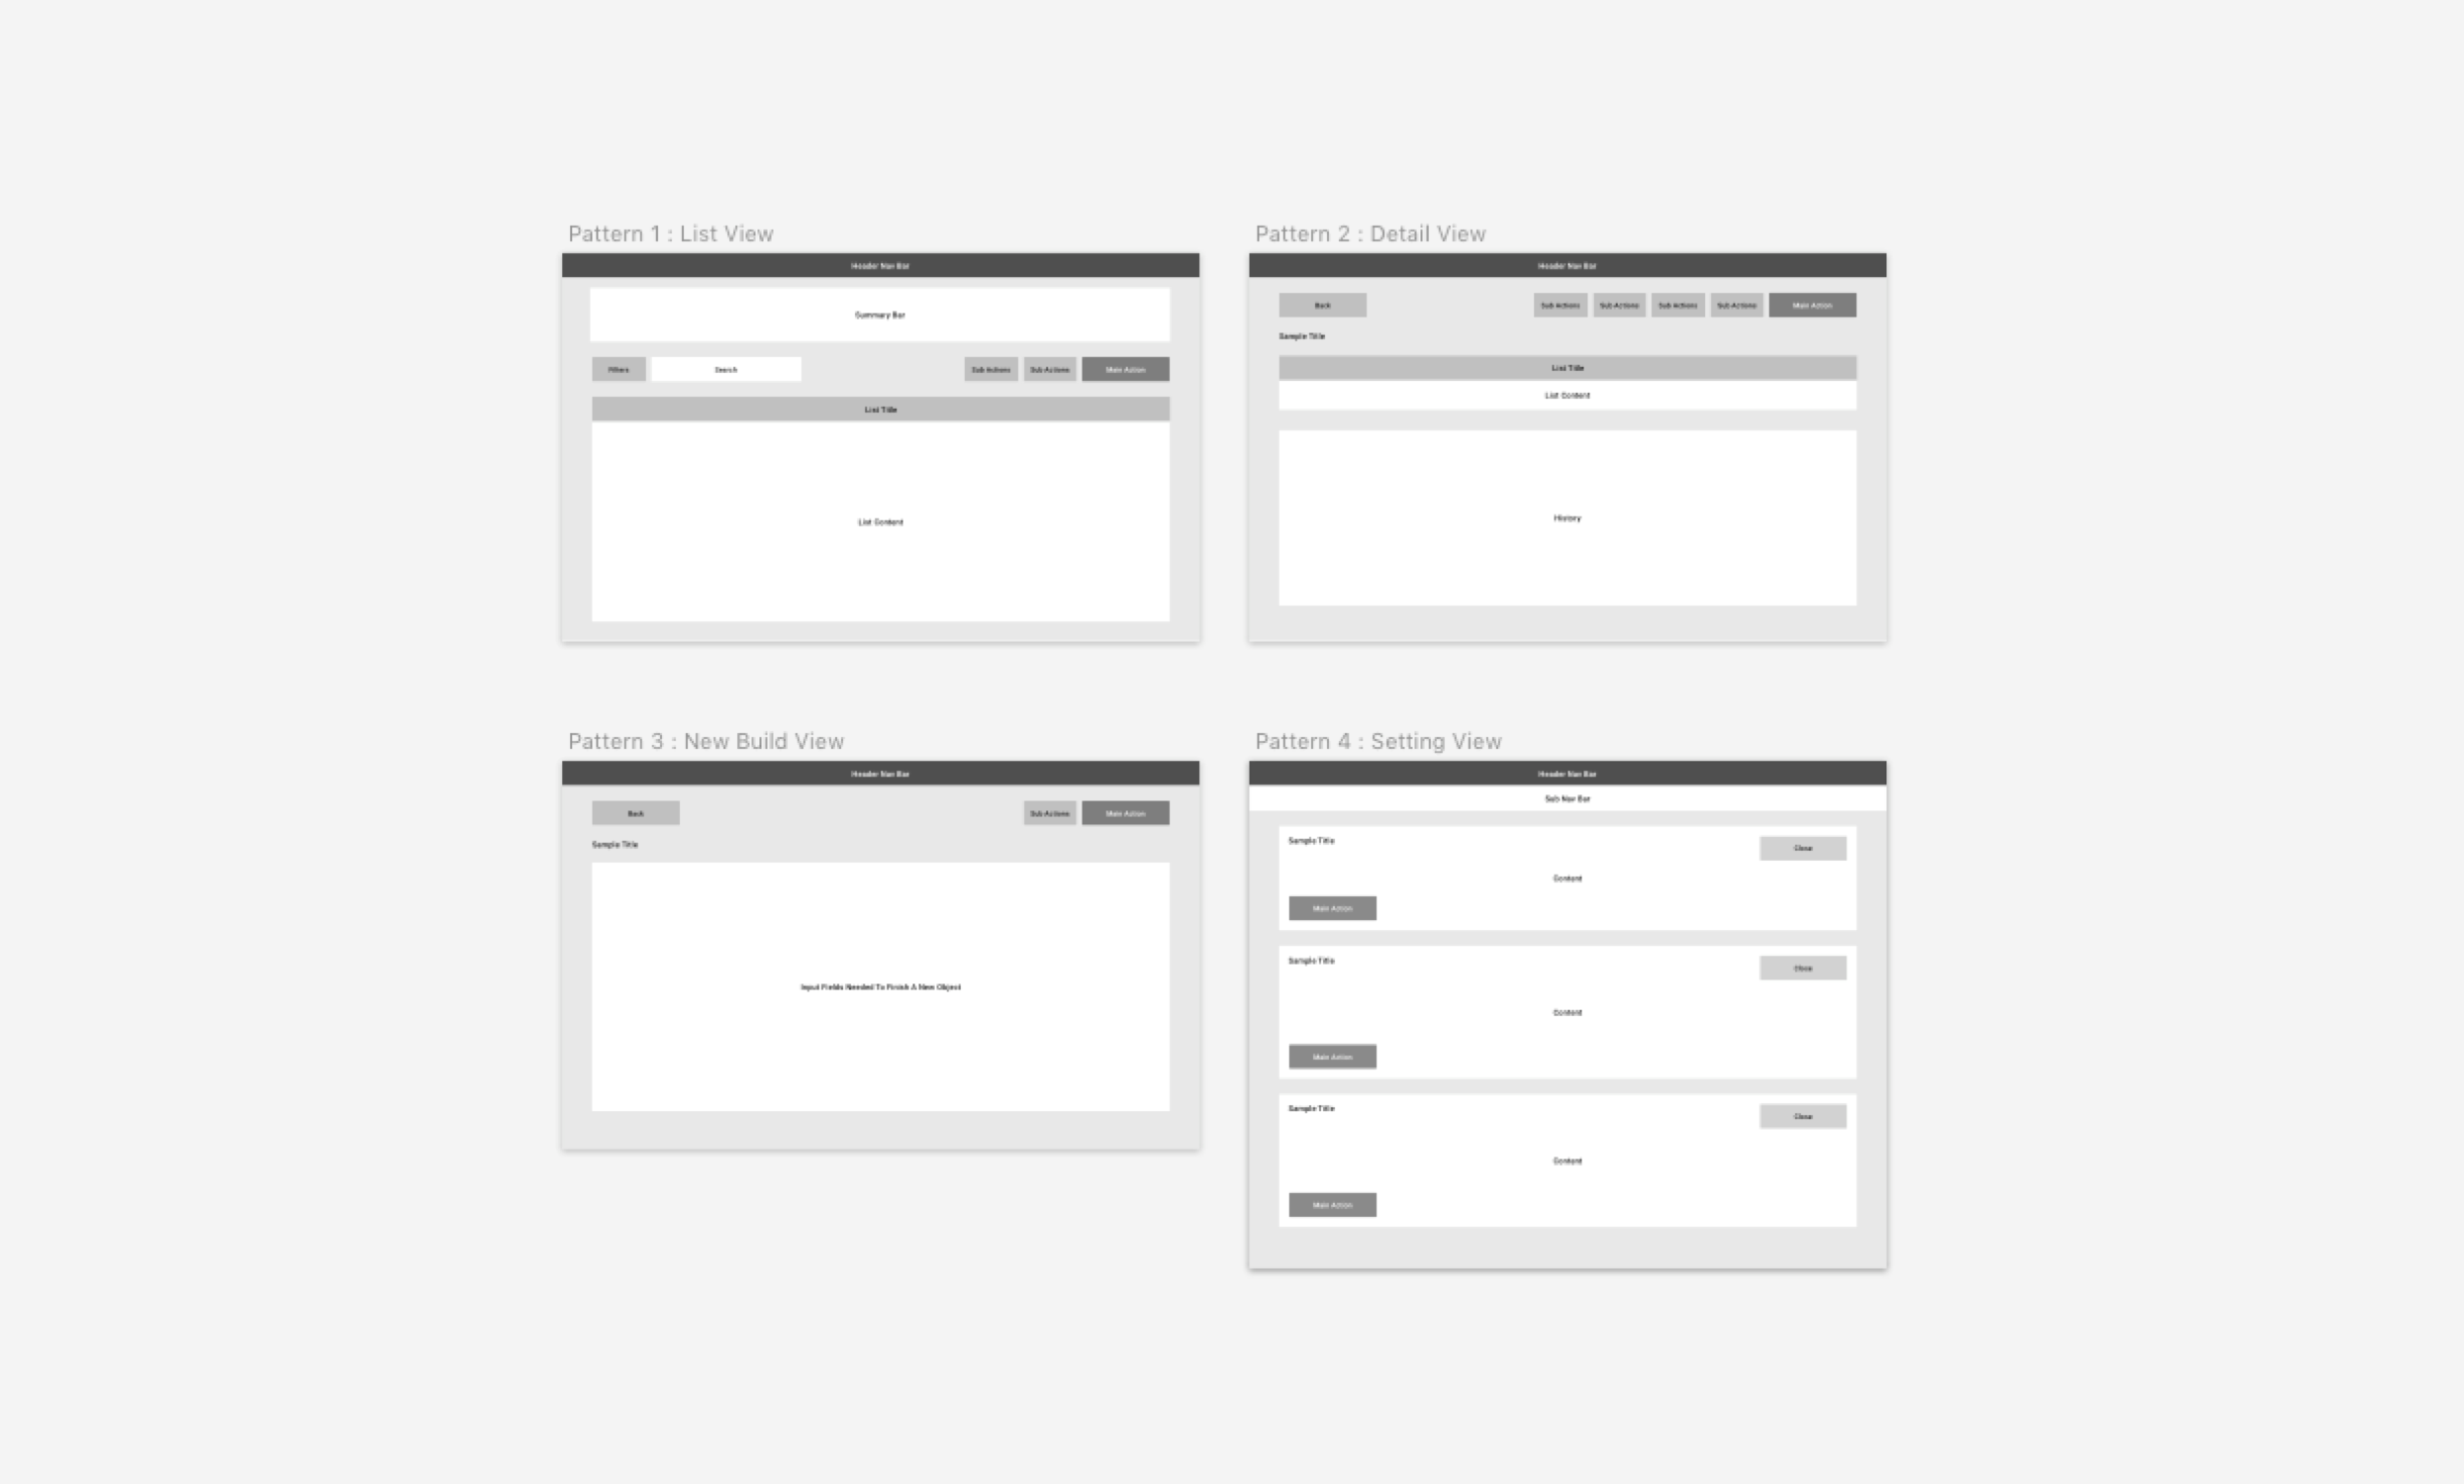 Pattern 1 : List View
Header Nav Bar
Summary Bar
Filters
Search
Sub Actions
Sub Actions
Main Action
List Title
List Content
Pattern 2 : Detail View
Header Nav Bar
Back
Sub Actions
Sub Actions
Sub Actions
Sub Actions
Main Action
Sample Title
List Title
List Content
History
Pattern 3 : New Build View
Header Nav Bar
Back
Sub Actions
Main Action
Sample Title
Input Fields Needed To Finish A New Object
Pattern 4 : Setting View
Header Nav Bar
Sub Nav Bar
Sample Title
Close
Content
Main Action
Sample Title
Close
Content
Main Action
Sample Title
Close
Content
Main Action